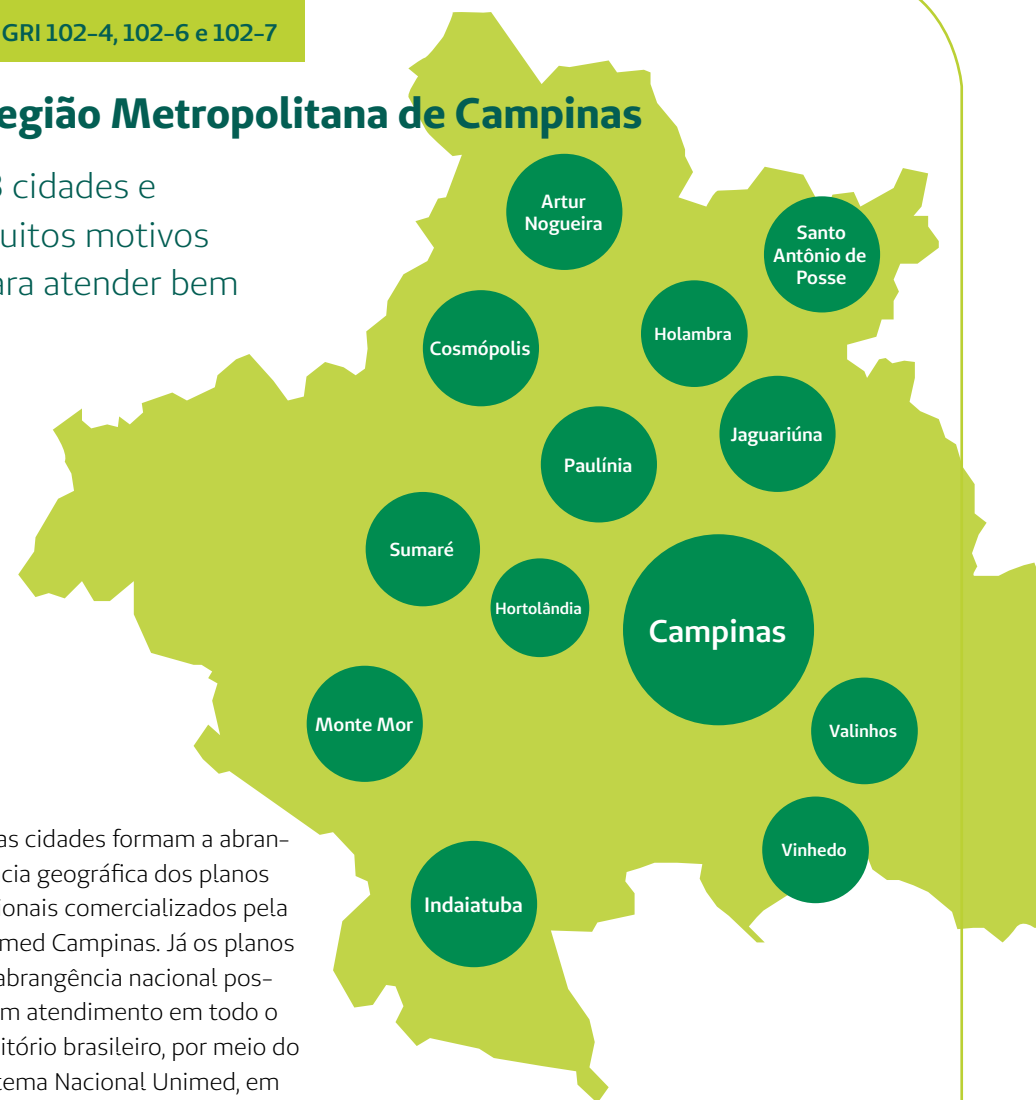 GRI 102-4, 102-6 e 102-7
egião Metropolitana de Campinas
cidades e
uitos motivos
ara atender bem
Artur
Nogueira
Santo
Antônio de
Posse
Cosmópolis
Holambra
Jaguariúna
Paulínia
Sumaré
Hortolândia
Campinas
Monte Mor
Valinhos
Vinhedo
Indaiatuba
as cidades formam a abran-
cia geográfica dos planos
ionais comercializados pela
med Campinas. Já os planos
abrangência nacional pos-
m atendimento em todo o
itório brasileiro, por meio do
tema Nacional Unimed, em